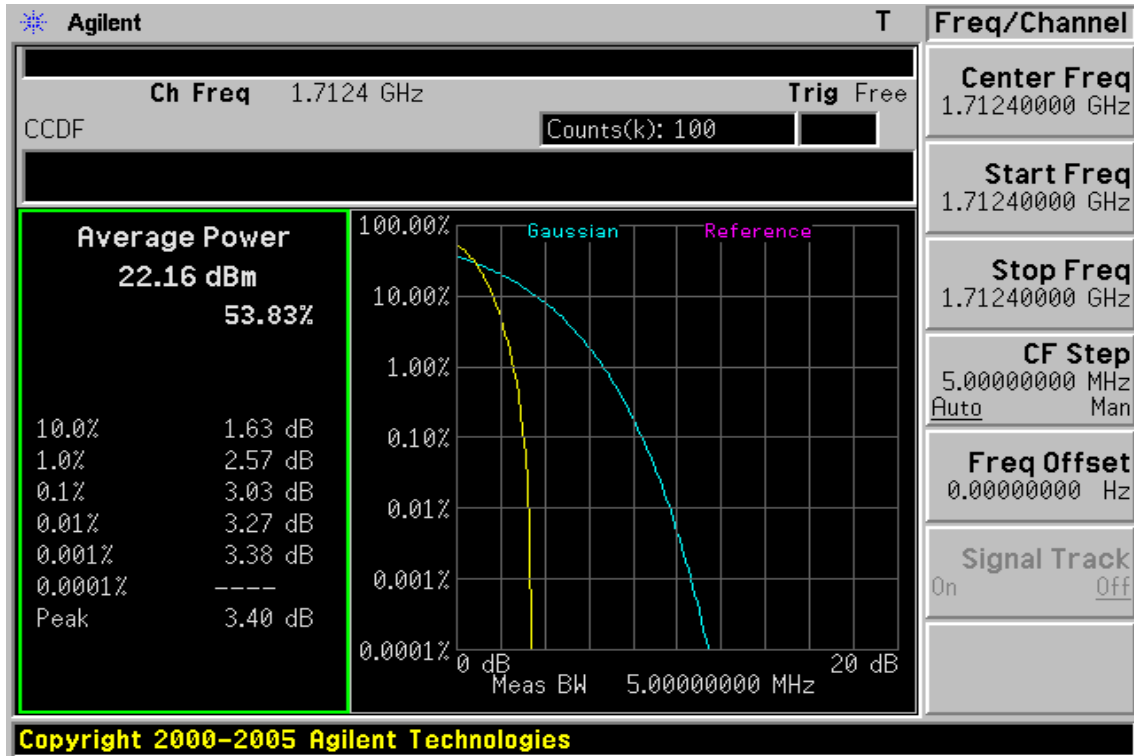 Agilent T
Ch Freq 1.7124 GHz Trig Free
CCDF Counts(k): 100
Average Power
22.16 dBm
53.83%
10.0% 1.63 dB
1.0% 2.57 dB
0.1% 3.03 dB
0.01% 3.27 dB
0.001% 3.38 dB
0.0001% ----
Peak 3.40 dB
Gaussian Reference
100.00%
10.00%
1.00%
0.10%
0.01%
0.001%
0.0001%
0 dB 20 dB
Meas BW 5.00000000 MHz
Freq/Channel
Center Freq
1.71240000 GHz
Start Freq
1.71240000 GHz
Stop Freq
1.71240000 GHz
CF Step
5.00000000 MHz
Auto Man
Freq Offset
0.00000000 Hz
Signal Track
On Off
Copyright 2000-2005 Agilent Technologies